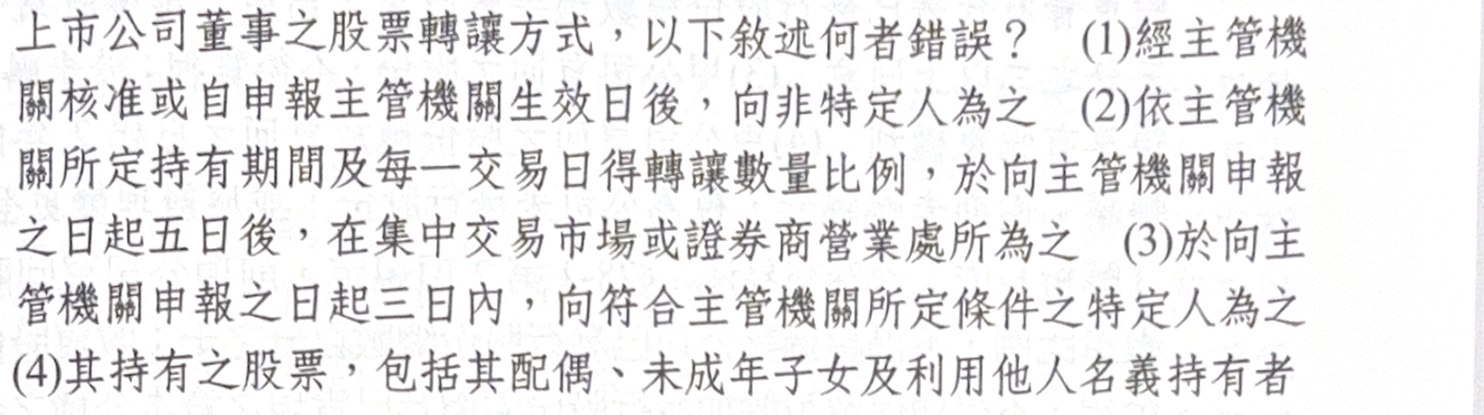 上市公司董事之股票轉讓方式，以下敘述何者錯誤？ (1)經主管機
關核准或自申報主管機關生效日後，向非特定人為之 (2)依主管機
關所定持有期間及每一交易日得轉讓數量比例，於向主管機關申報
之日起五日後，在集中交易市場或證券商營業處所為之 (3)於向主
管機關申報之日起三日內，向符合主管機關所定條件之特定人為之
(4)其持有之股票，包括其配偶、未成年子女及利用他人名義持有者